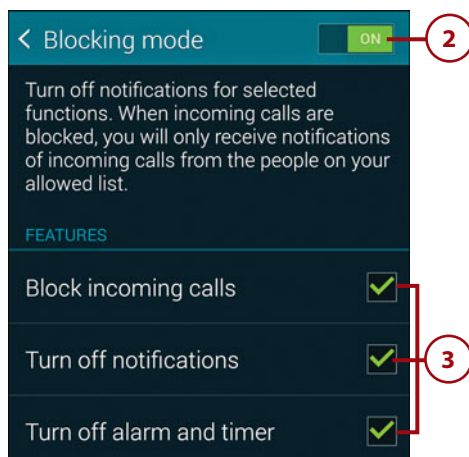 < Blocking mode ON 2
Turn off notifications for selected
functions. When incoming calls are
blocked, you will only receive notifications
of incoming calls from the people on your
allowed list.
FEATURES
Block incoming calls
Turn off notifications 3
Turn off alarm and timer